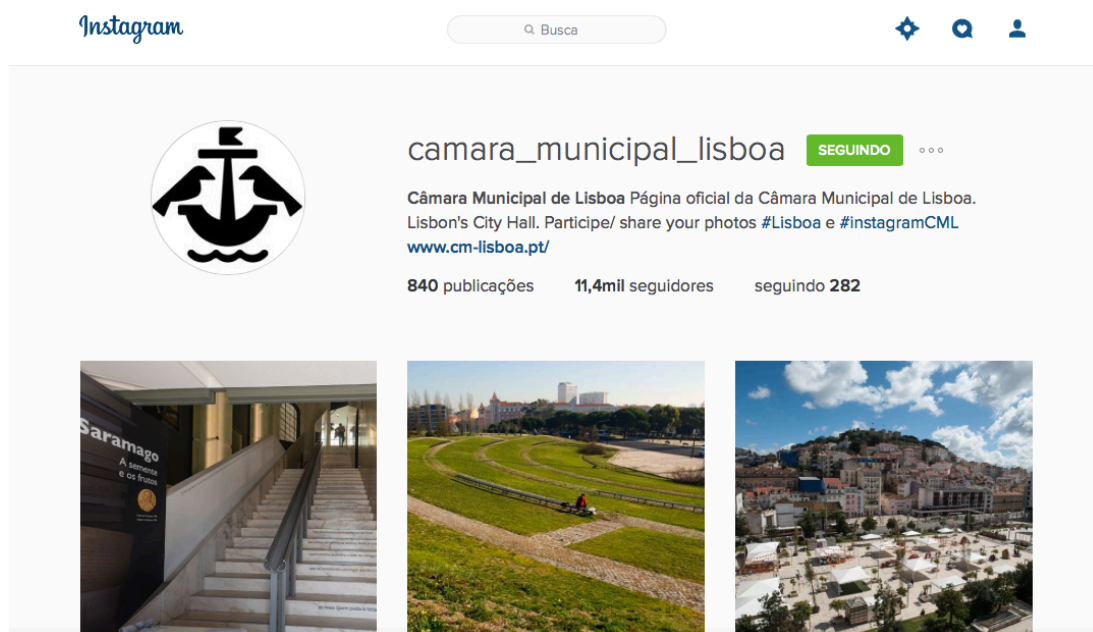 Instagram
Busca
camara_municipal_lisboa SEGUINDO
Câmara Municipal de Lisboa Página oficial da Câmara Municipal de Lisboa.
Lisbon's City Hall. Participe/ share your photos #Lisboa e #instagramCML
www.cm-lisboa.pt/
840 publicações 11,4mil seguidores seguindo 282
Saramago
A semente
e os frutos